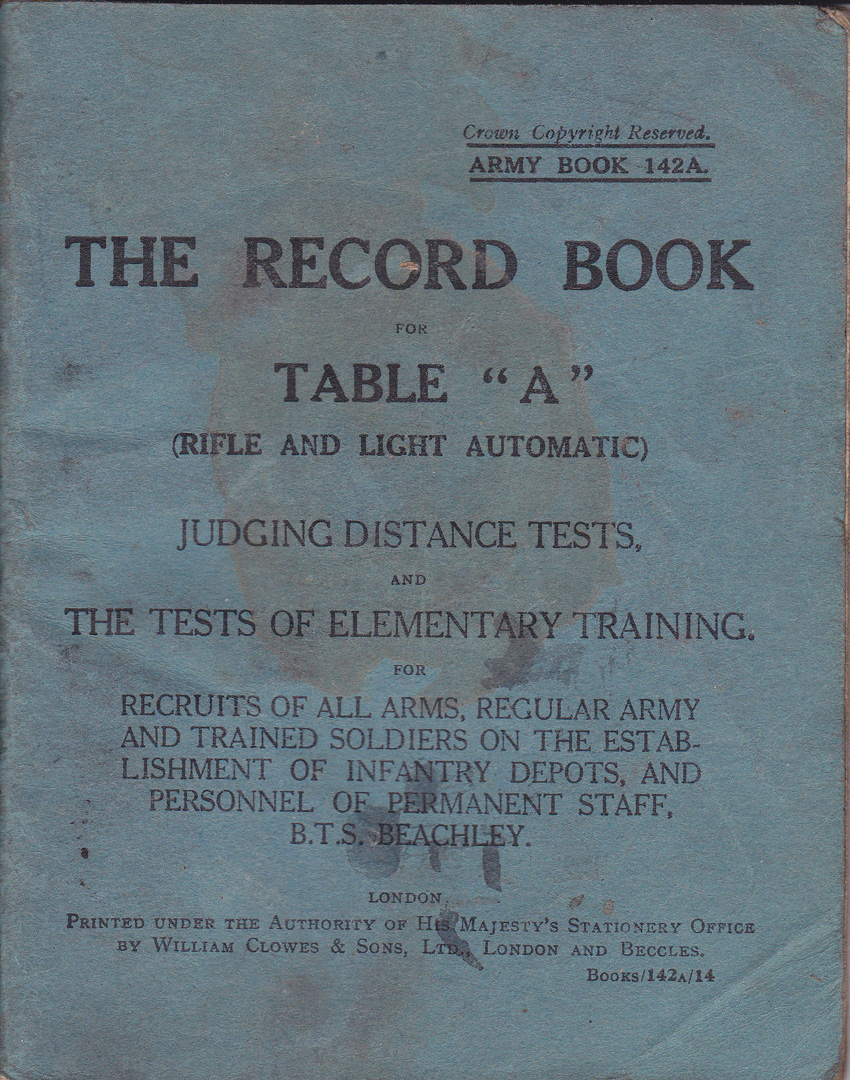 Crown Copyright Reserved.
ARMY BOOK 142A.
THE RECORD BOOK
FOR
TABLE “A”
(RIFLE AND LIGHT AUTOMATIC)
JUDGING DISTANCE TESTS,
AND
THE TESTS OF ELEMENTARY TRAINING.
FOR
RECRUITS OF ALL ARMS, REGULAR ARMY
AND TRAINED SOLDIERS ON THE ESTAB-
LISHMENT OF INFANTRY DEPOTS, AND
PERSONNEL OF PERMANENT STAFF,
B.T.S. BEACHLEY.
LONDON.
PRINTED UNDER THE AUTHORITY OF HIS MAJESTY'S STATIONERY OFFICE
BY WILLIAM CLOWES & SONS, LTD., LONDON AND BECCLES.
BOOKS/142A/14